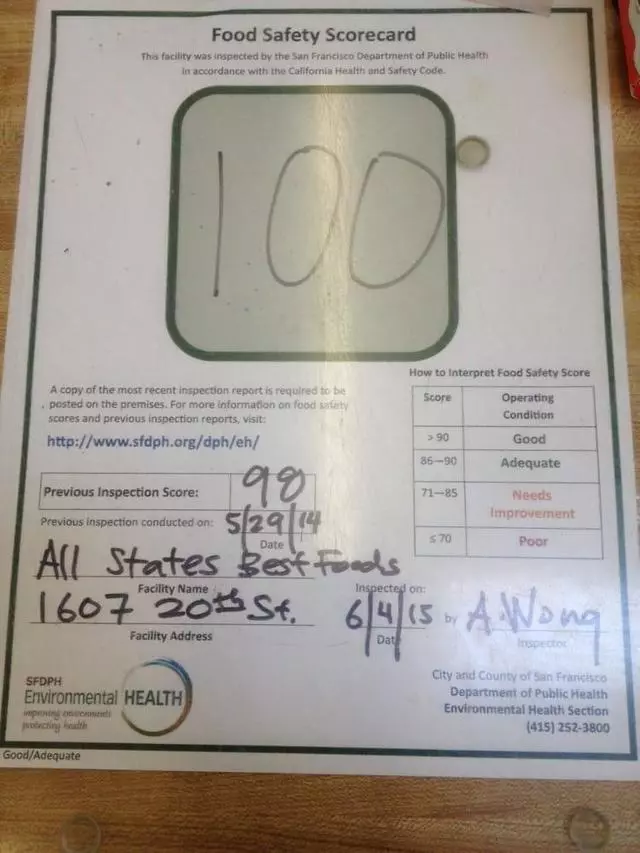 Food Safety Scorecard
This facility was inspected by the San Francisco Department of Public Health
in accordance with the California Health and Safety Code.
100
A copy of the most recent inspection report is required to be
posted on the premises. For more information on food safety
scores and previous inspection reports, visit:
http://www.sfdph.org/dph/eh/
Previous Inspection Score: 98
Previous inspection conducted on: 5/29/14
Date
How to Interpret Food Safety Score
Score Operating Condition
> 90 Good
86—90 Adequate
71—85 Needs Improvement
≤ 70 Poor
All States Best Foods
Facility Name
1607 20th St.
Facility Address
Inspected on:
6/4/15 by A. Wong
Date Inspector
SFDPH
Environmental HEALTH
improving environments
protecting health
City and County of San Francisco
Department of Public Health
Environmental Health Section
(415) 252-3800
Good/Adequate